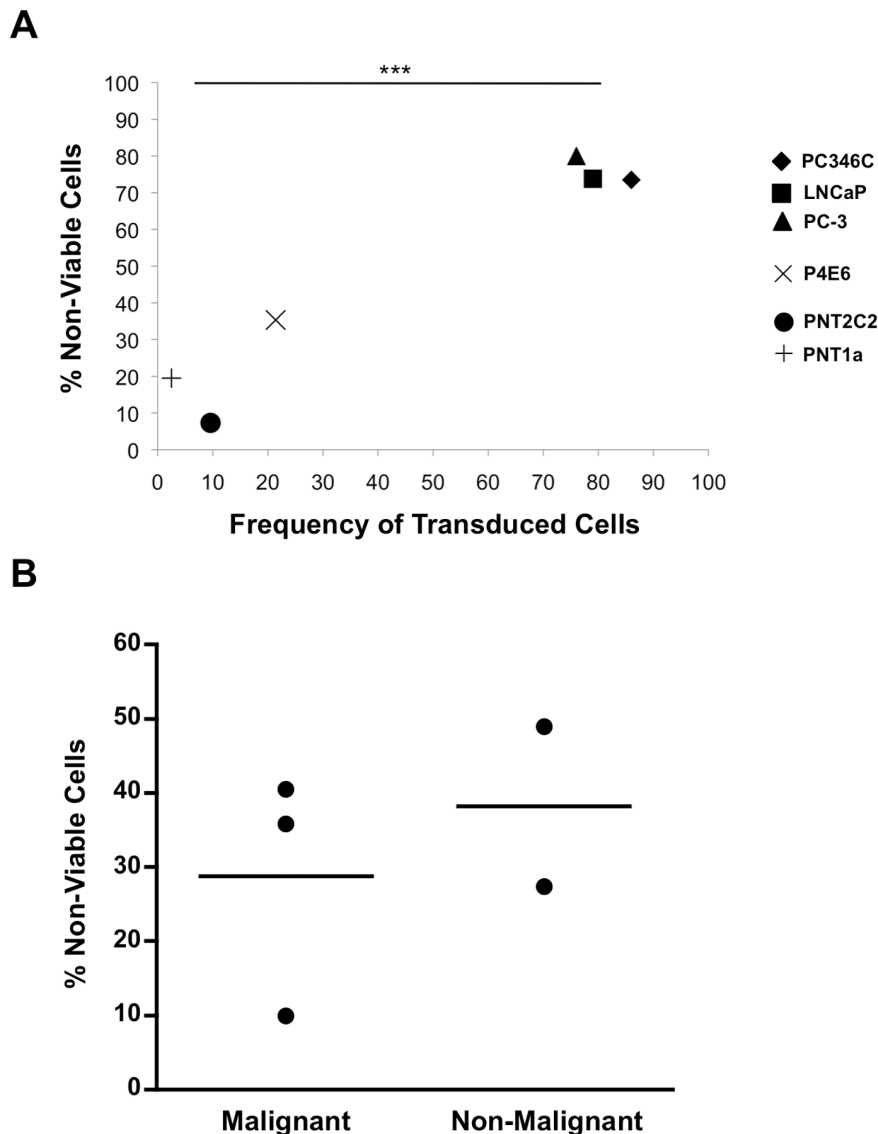 A
***
100
90
80
70
60
50
40
30
20
10
0
% Non-Viable Cells
0 10 20 30 40 50 60 70 80 90 100
Frequency of Transduced Cells
PC346C
LNCaP
PC-3
P4E6
PNT2C2
PNT1a
B
60
50
40
30
20
10
0
% Non-Viable Cells
Malignant Non-Malignant